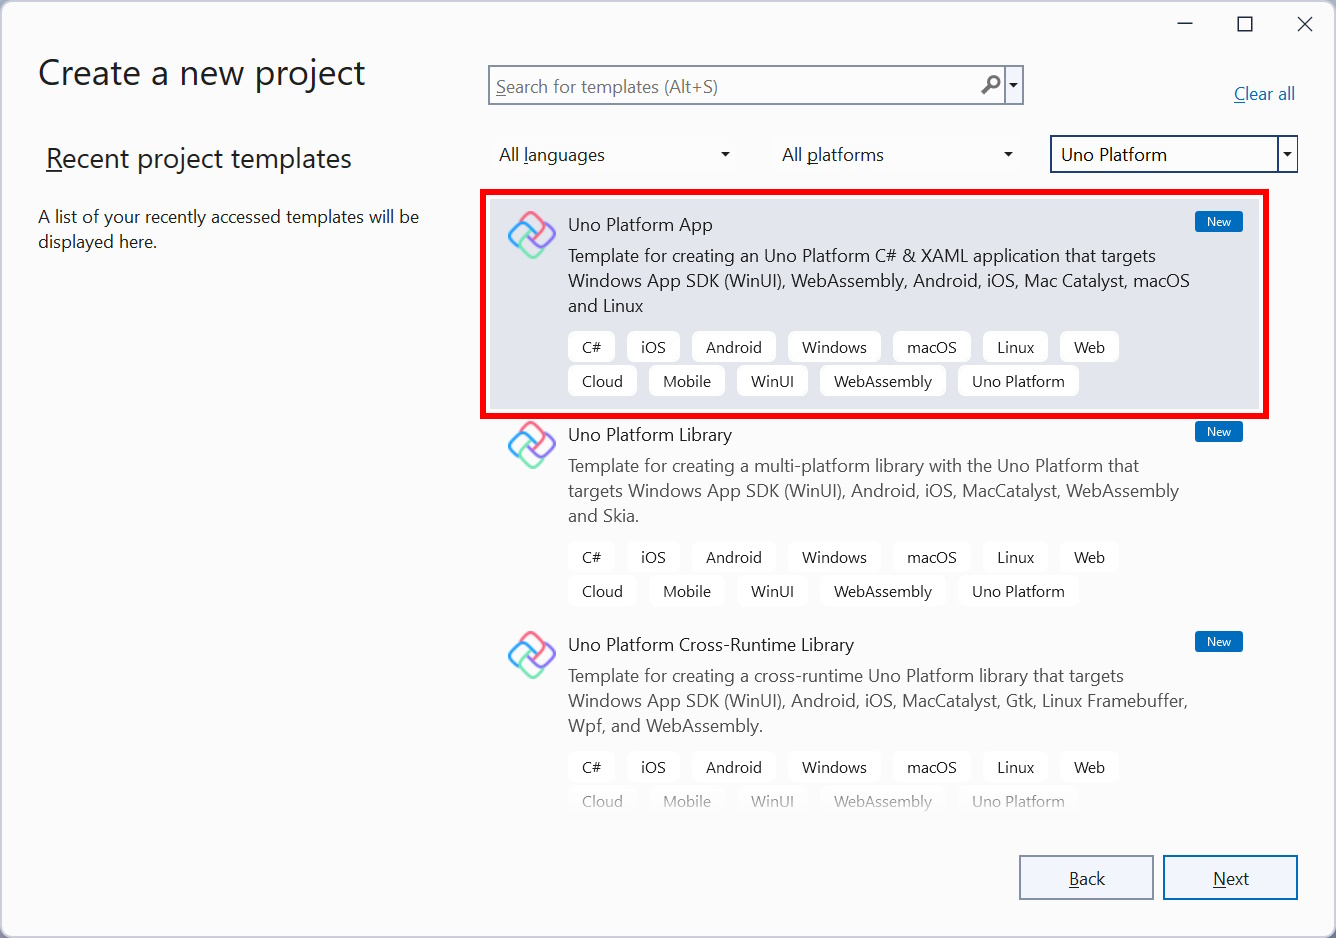 Create a new project
Search for templates (Alt+S)
Clear all
Recent project templates
All languages
All platforms
Uno Platform
A list of your recently accessed templates will be
displayed here.
Uno Platform App
New
Template for creating an Uno Platform C# & XAML application that targets
Windows App SDK (WinUI), WebAssembly, Android, iOS, Mac Catalyst, macOS
and Linux
C# iOS Android Windows macOS Linux Web
Cloud Mobile WinUI WebAssembly Uno Platform
Uno Platform Library
New
Template for creating a multi-platform library with the Uno Platform that
targets Windows App SDK (WinUI), Android, iOS, MacCatalyst, WebAssembly
and Skia.
C# iOS Android Windows macOS Linux Web
Cloud Mobile WinUI WebAssembly Uno Platform
Uno Platform Cross-Runtime Library
New
Template for creating a cross-runtime Uno Platform library that targets
Windows App SDK (WinUI), Android, iOS, MacCatalyst, Gtk, Linux Framebuffer,
Wpf, and WebAssembly.
C# iOS Android Windows macOS Linux Web
Cloud Mobile WinUI WebAssembly Uno Platform
Back
Next